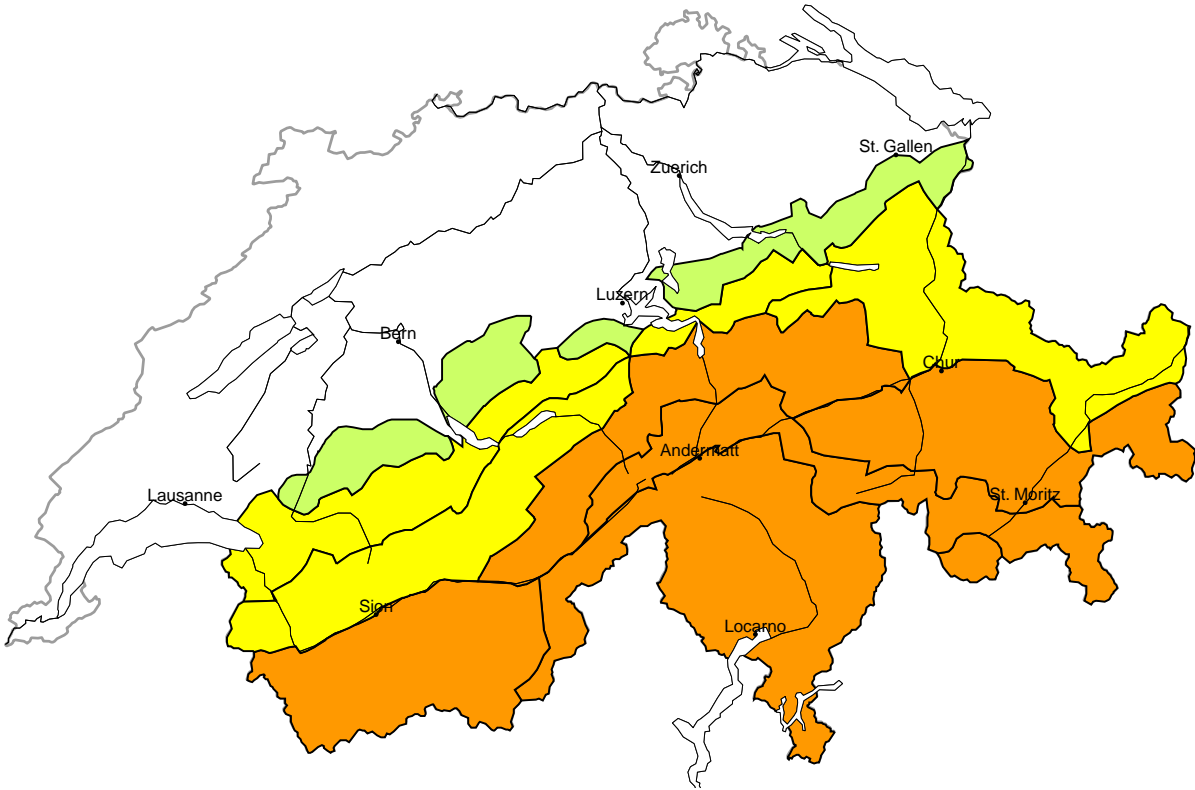 St. Gallen
Zuerich
Luzern
Bern
Chur
Andermatt
St. Moritz
Lausanne
Sion
Locarno